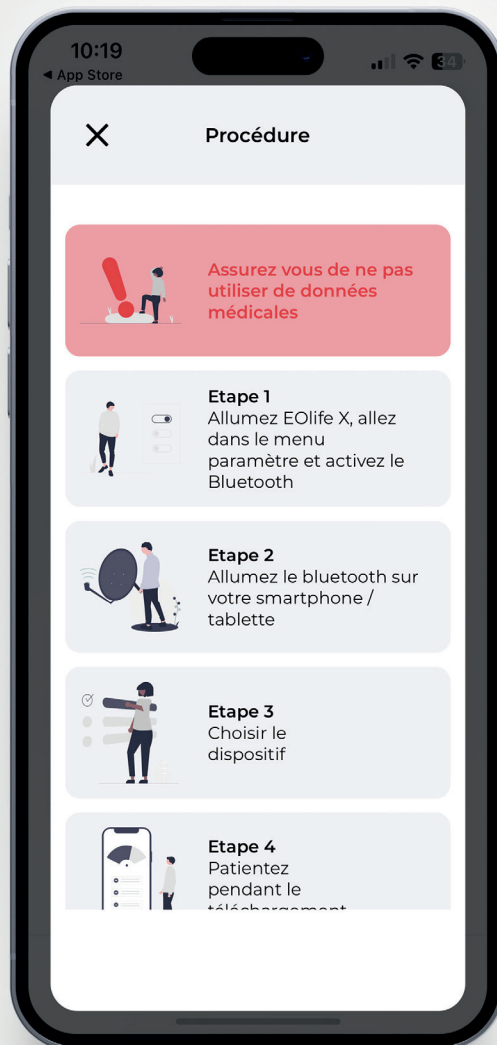 10:19
34
◀ App Store
Procédure
Assurez vous de ne pas
utiliser de données
médicales
Etape 1
Allumez EOlife X, allez
dans le menu
paramètre et activez le
Bluetooth
Etape 2
Allumez le bluetooth sur
votre smartphone /
tablette
Etape 3
Choisir le
dispositif
Etape 4
Patientez
pendant le
téléchargement